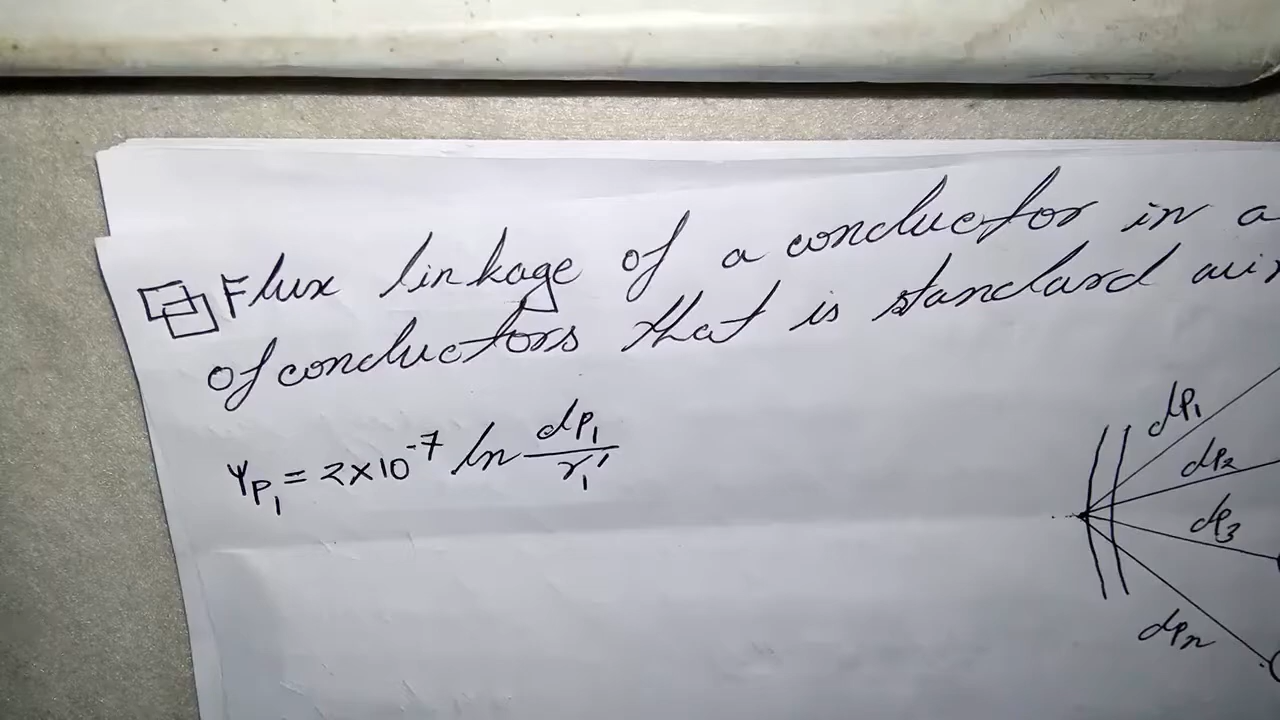 Flux linkage of a conductor in a
of conductors that is standard
Ψp₁ = 2×10⁻⁷ ln dp₁/r₁'
dp₁
dp₂
dp₃
dpn